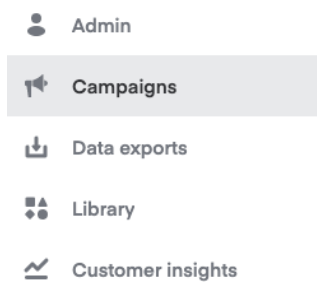 Admin
Campaigns
Data exports
Library
Customer insights